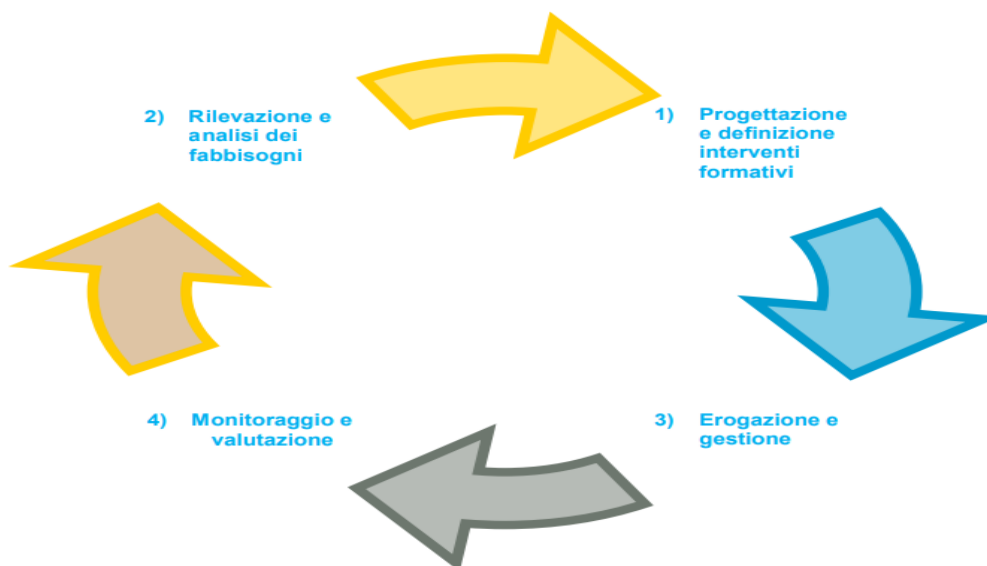 2) Rilevazione e
analisi dei
fabbisogni
1) Progettazione
e definizione
interventi
formativi
4) Monitoraggio e
valutazione
3) Erogazione e
gestione